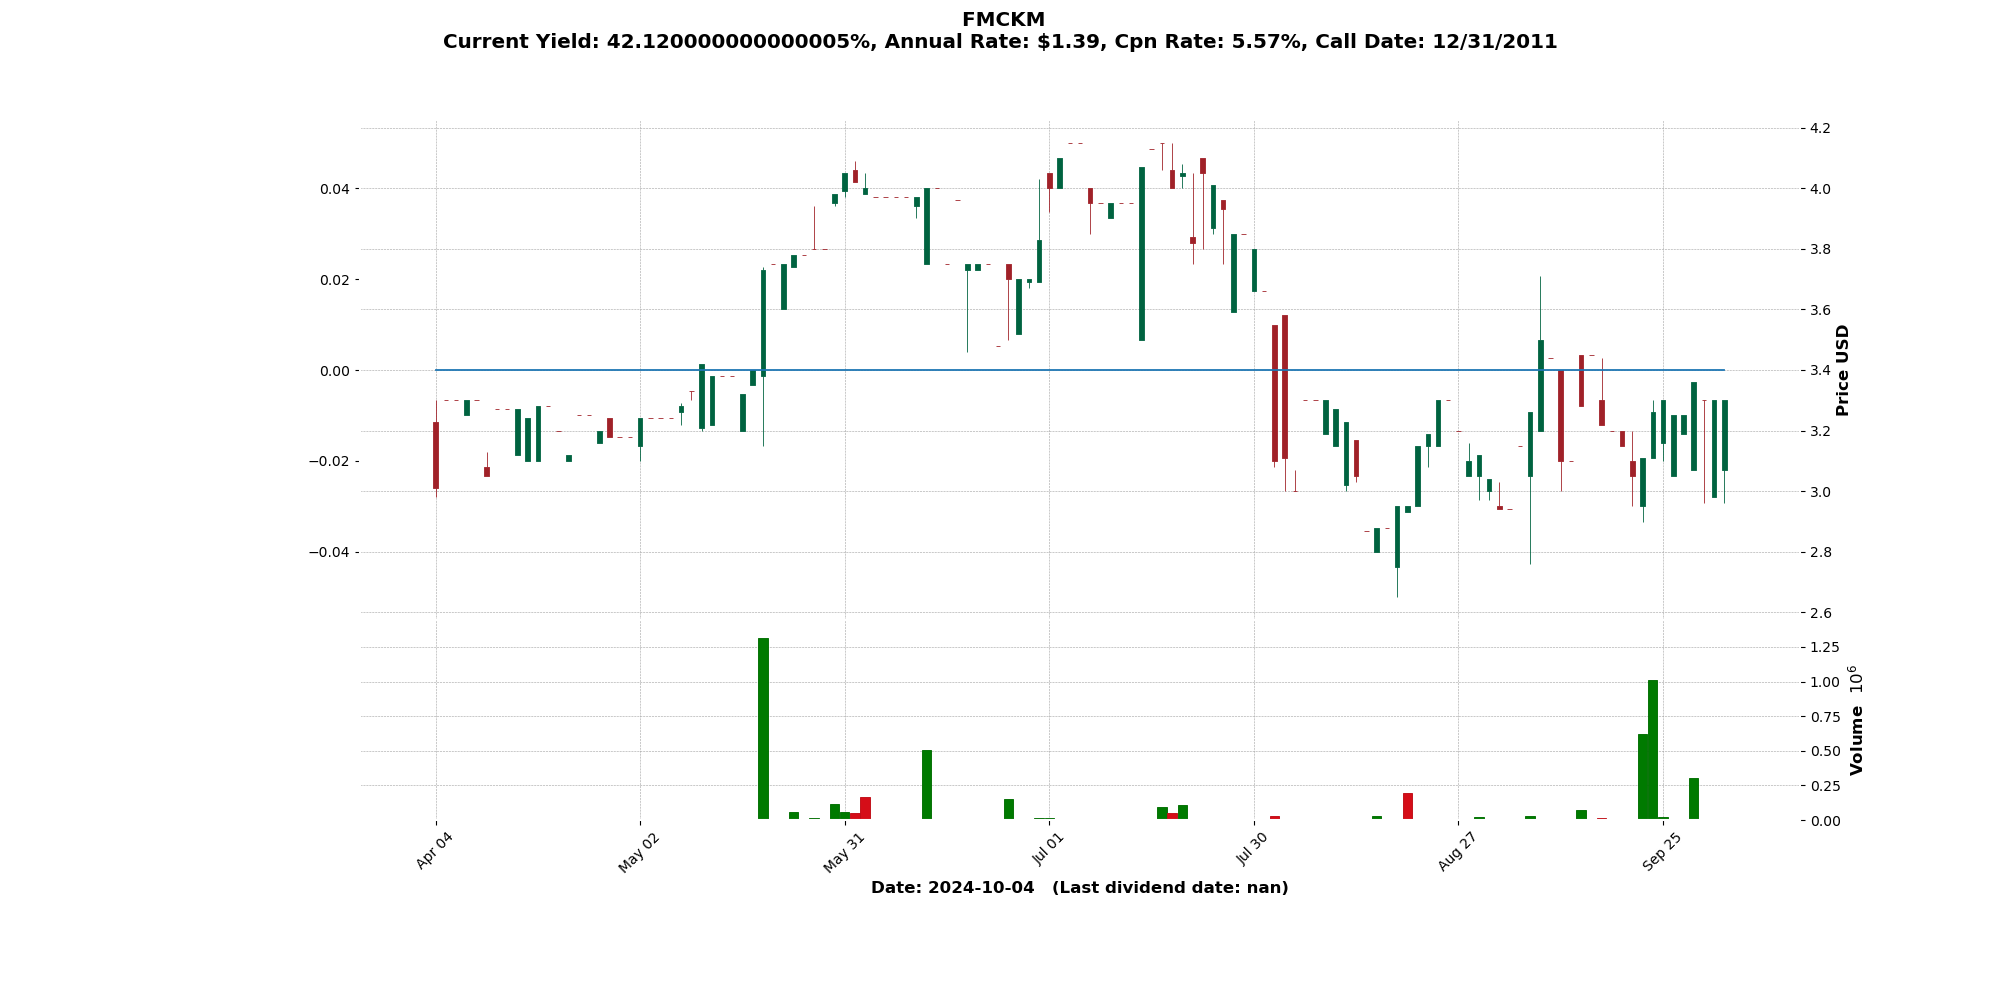 FMCKM
Current Yield: 42.120000000000005%, Annual Rate: $1.39, Cpn Rate: 5.57%, Call Date: 12/31/2011
0.04
0.02
0.00
−0.02
−0.04
4.2
4.0
3.8
3.6
3.4
3.2
3.0
2.8
2.6
Price USD
1.25
1.00
0.75
0.50
0.25
0.00
Volume 10⁶
Apr 04
May 02
May 31
Jul 01
Jul 30
Aug 27
Sep 25
Date: 2024-10-04 (Last dividend date: nan)